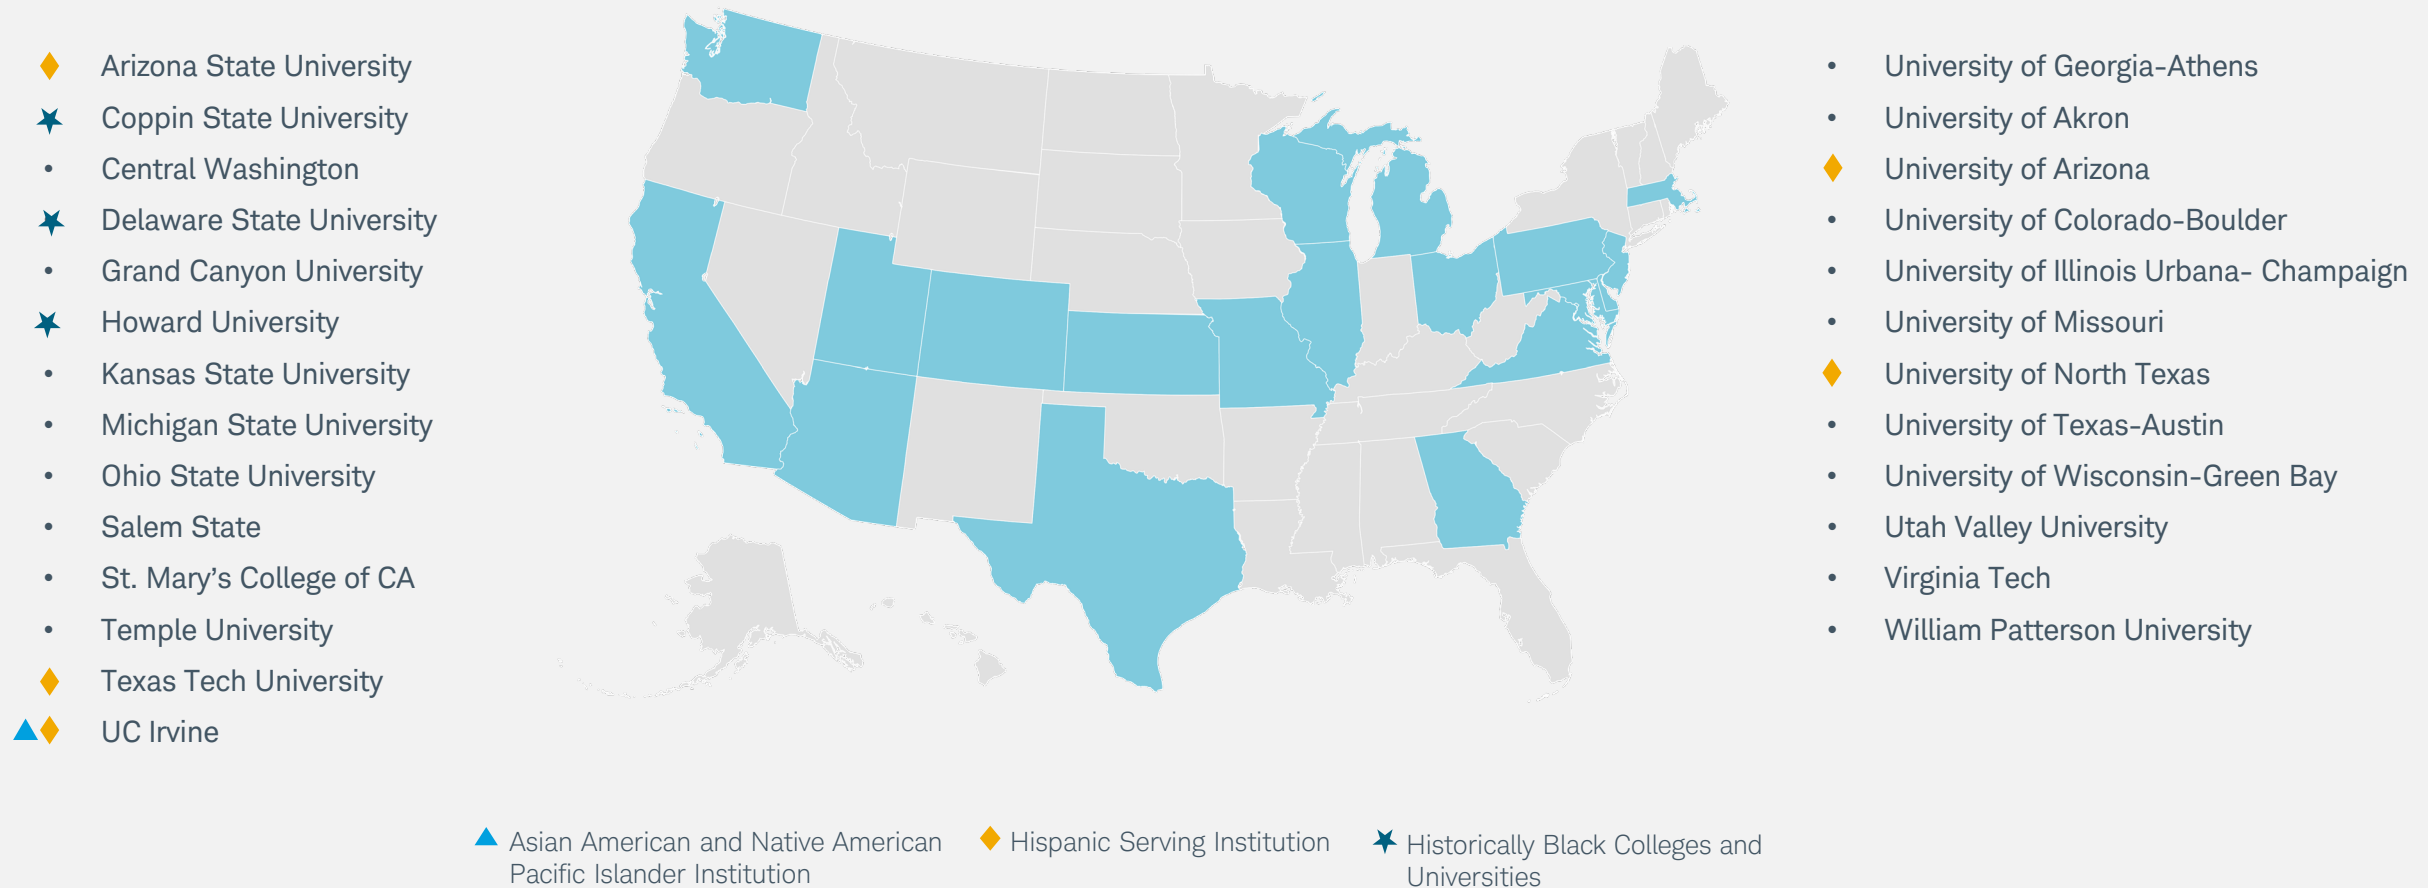 Arizona State University
Coppin State University
Central Washington
Delaware State University
Grand Canyon University
Howard University
Kansas State University
Michigan State University
Ohio State University
Salem State
St. Mary’s College of CA
Temple University
Texas Tech University
UC Irvine
University of Georgia-Athens
University of Akron
University of Arizona
University of Colorado-Boulder
University of Illinois Urbana- Champaign
University of Missouri
University of North Texas
University of Texas-Austin
University of Wisconsin-Green Bay
Utah Valley University
Virginia Tech
William Patterson University
Asian American and Native American
Pacific Islander Institution
Hispanic Serving Institution
Historically Black Colleges and
Universities